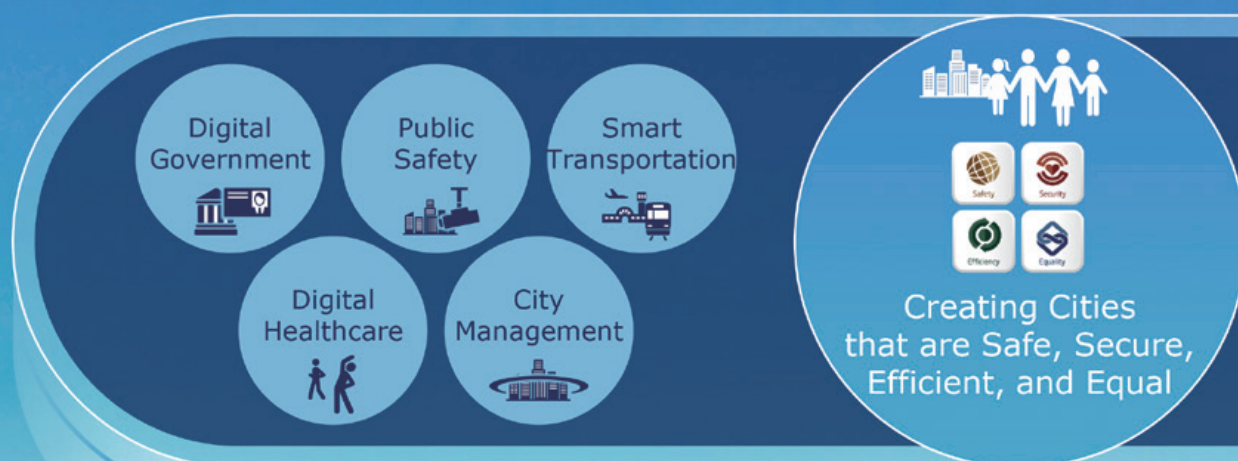 Digital
Government
Public
Safety
Smart
Transportation
Digital
Healthcare
City
Management
Safety
Security
Efficiency
Equality
Creating Cities
that are Safe, Secure,
Efficient, and Equal